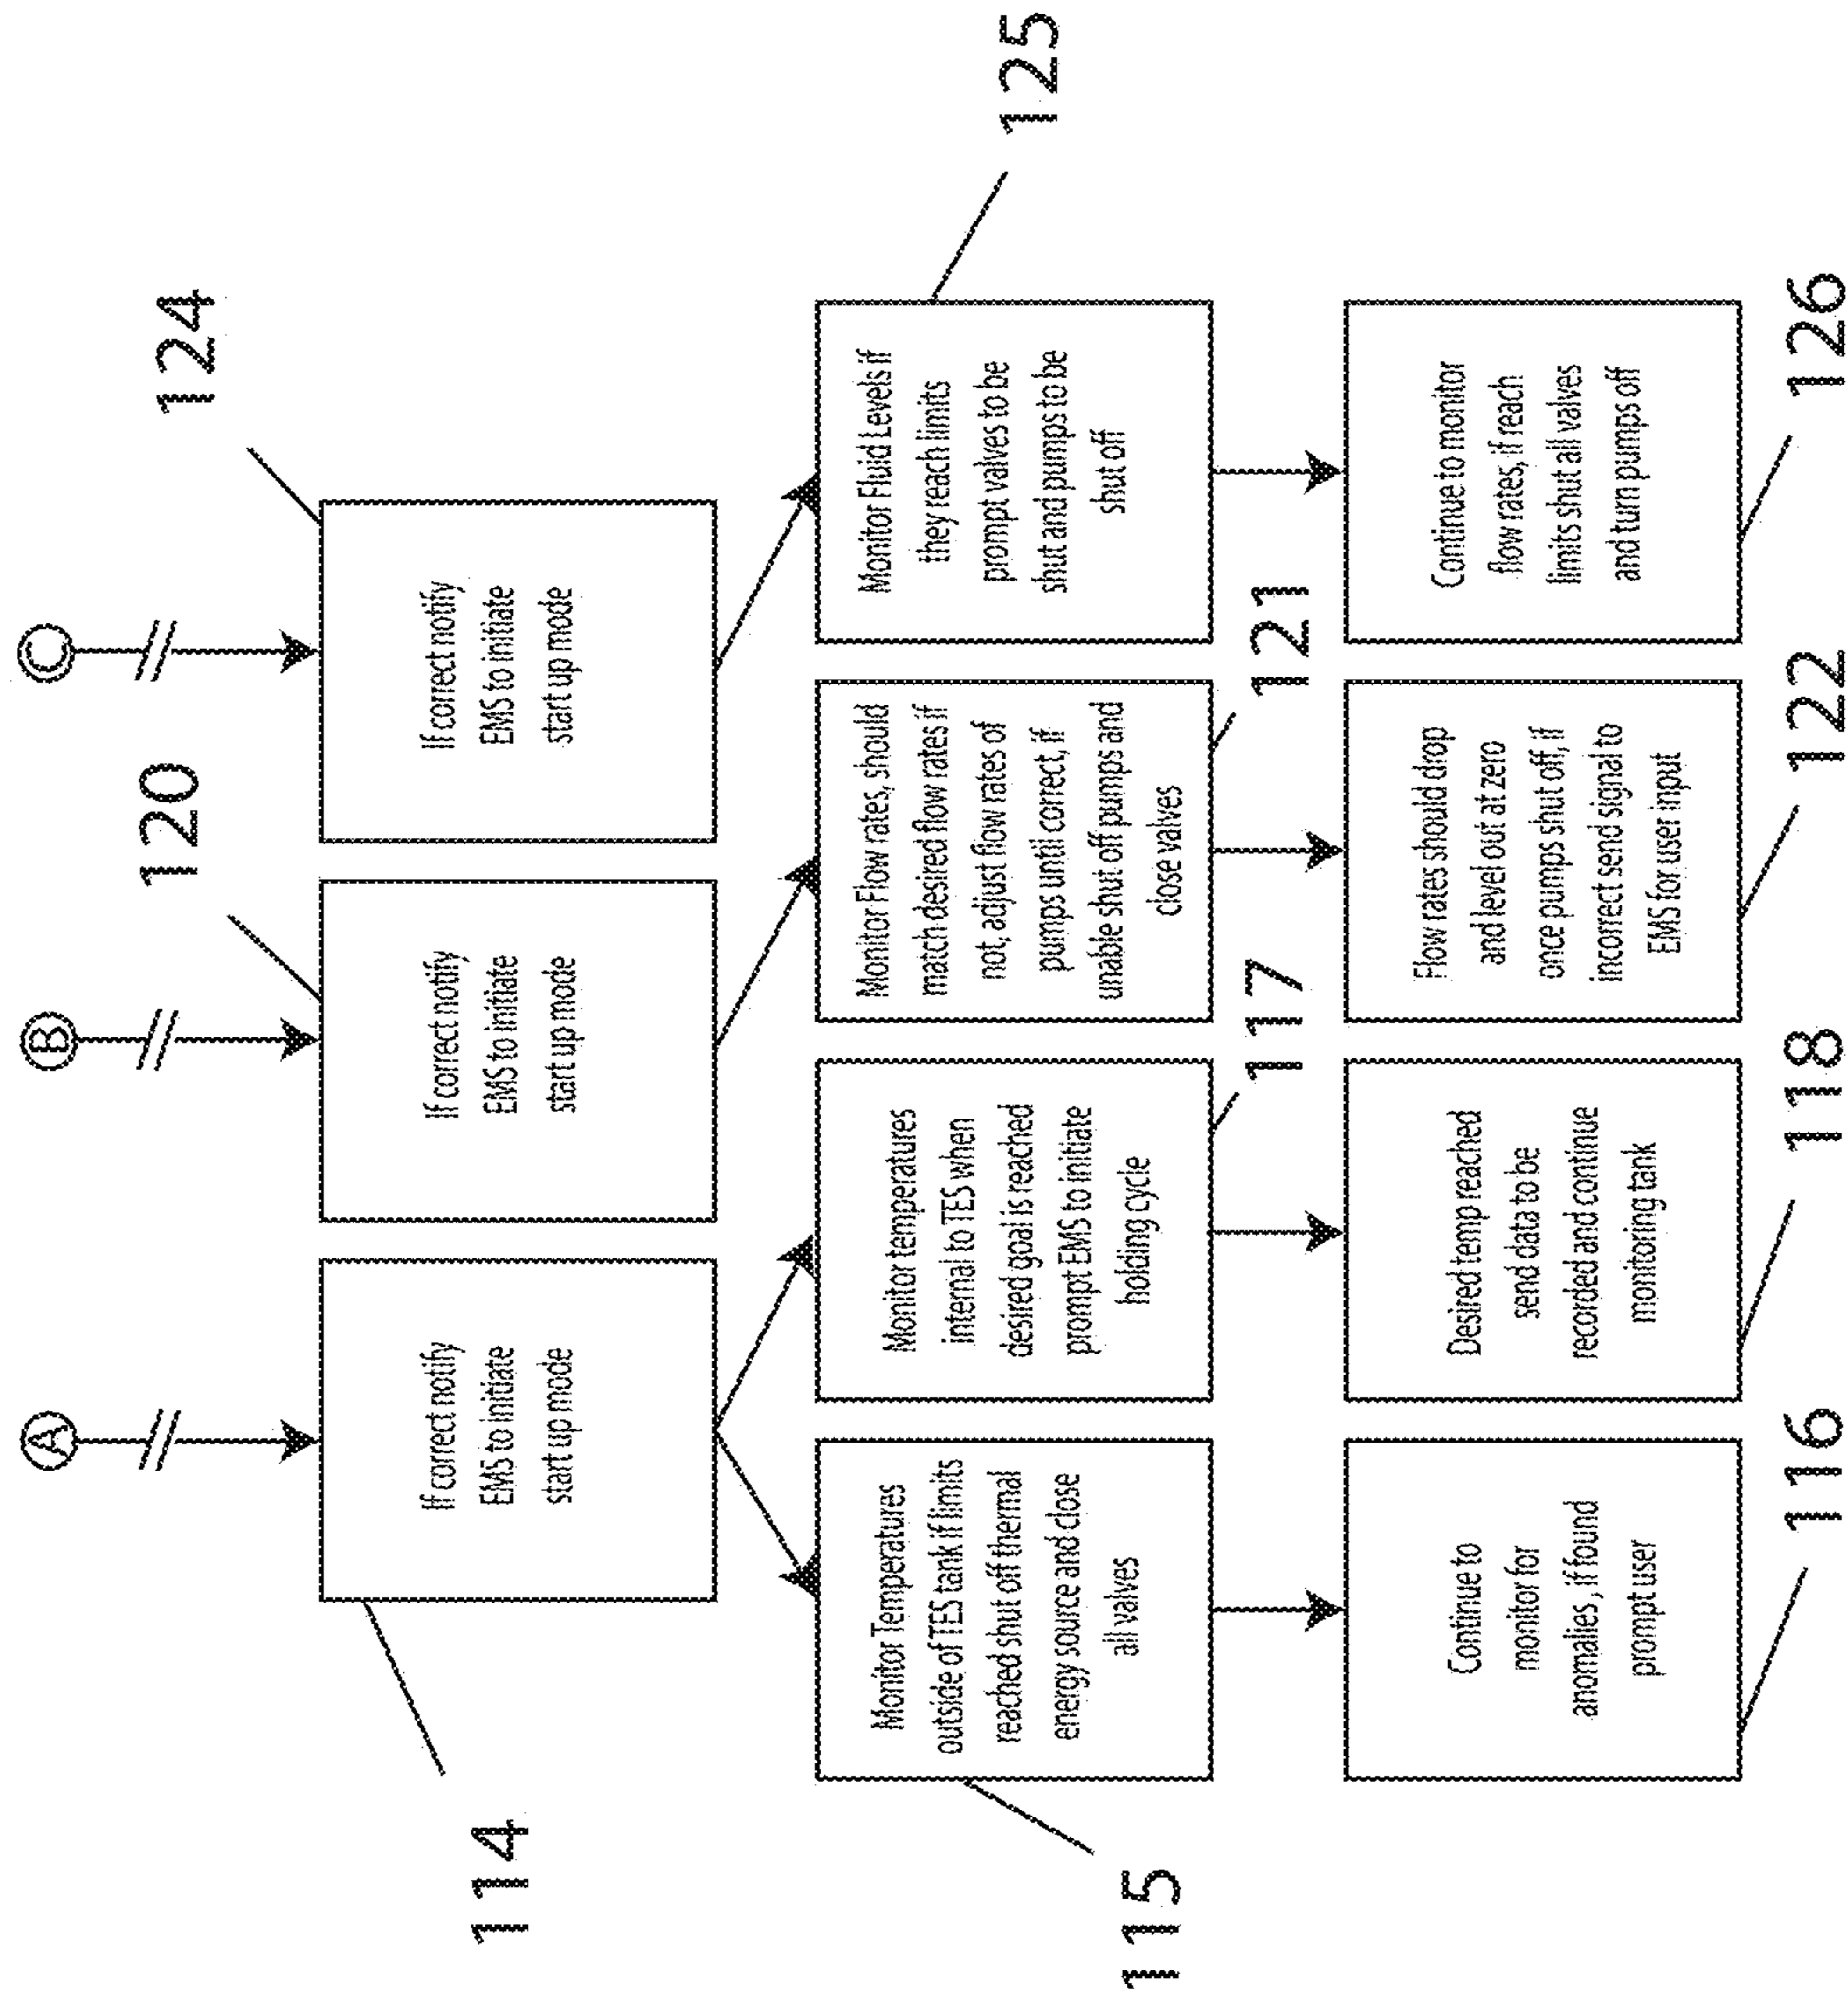 A
114
If correct notify
EMS to initiate
start up mode
115
Monitor Temperatures
outside of TES tank if limits
reached shut off thermal
energy source and close
all valves
116
Continue to
monitor for
anomalies, if found
prompt user
117
Monitor temperatures
internal to TES when
desired goal is reached
prompt EMS to initiate
holding cycle
118
Desired temp reached
send data to be
recorded and continue
monitoring tank
B
120
If correct notify
EMS to initiate
start up mode
121
Monitor Flow rates, should
match desired flow rates if
not, adjust flow rates of
pumps until correct, if
unable shut off pumps and
close valves
122
Flow rates should drop
and level out at zero
once pumps shut off, if
incorrect send signal to
EMS for user input
C
124
If correct notify
EMS to initiate
start up mode
125
Monitor Fluid Levels if
they reach limits
prompt valves to be
shut and pumps to be
shut off
126
Continue to monitor
flow rates, if reach
limits shut all valves
and turn pumps off